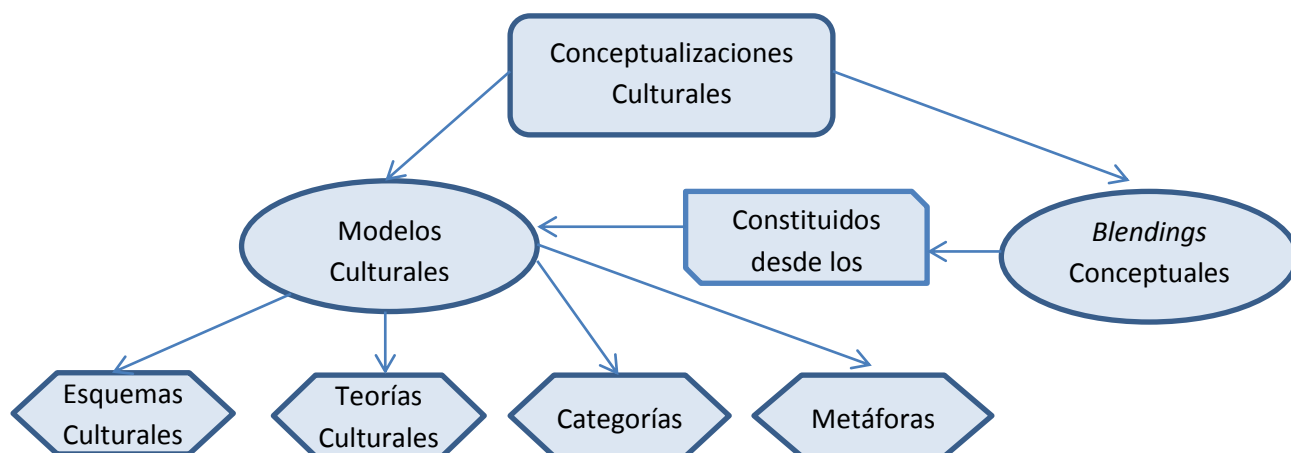 Conceptualizaciones
Culturales
Modelos
Culturales
Constituidos
desde los
Blendings
Conceptuales
Esquemas
Culturales
Teorías
Culturales
Categorías
Metáforas